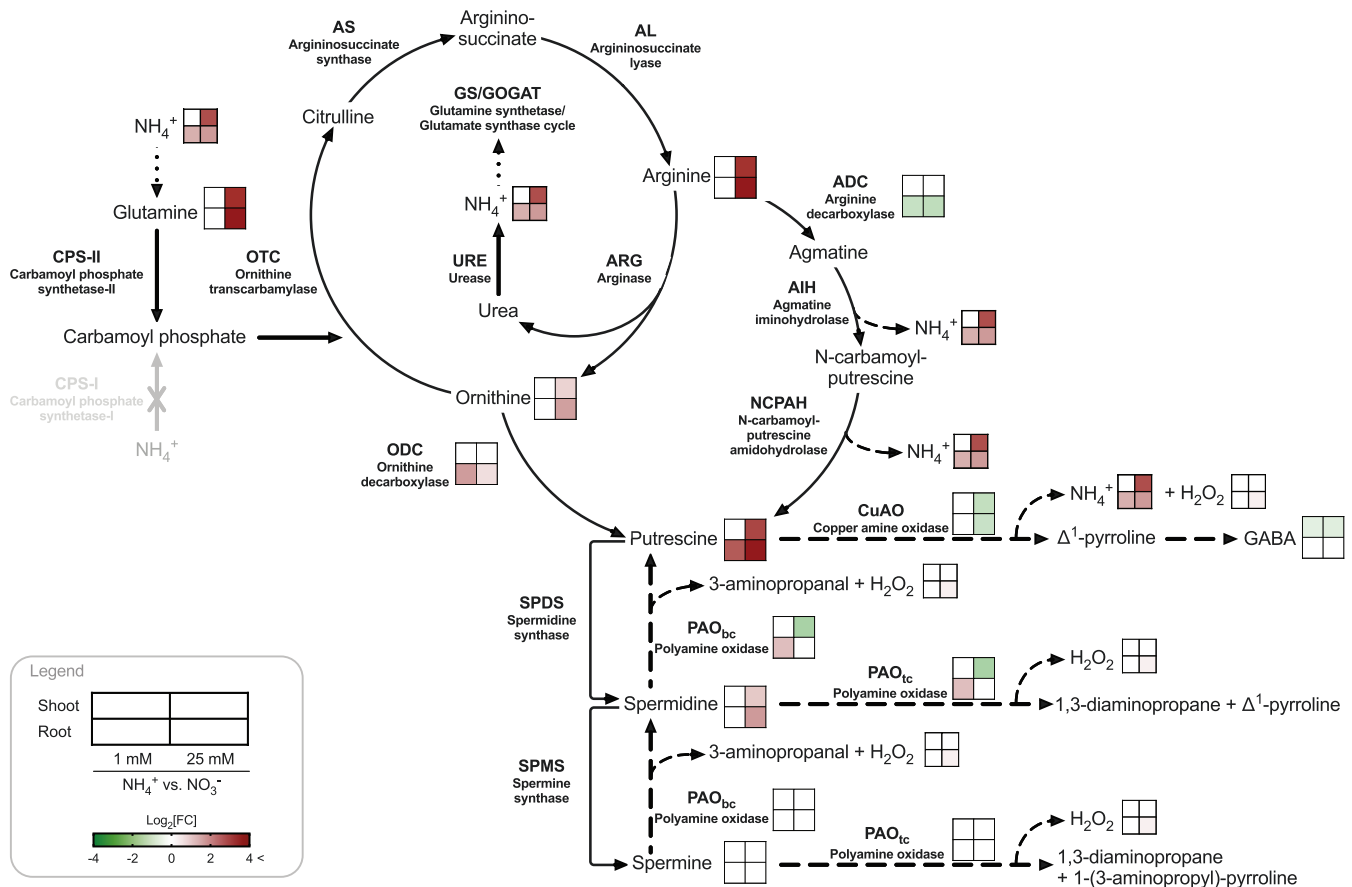 Arginino-
succinate
AS
Argininosuccinate
synthase
AL
Argininosuccinate
lyase
GS/GOGAT
Glutamine synthetase/
Glutamate synthase cycle
Citrulline
NH₄⁺
Arginine
ADC
Arginine
decarboxylase
NH₄⁺
Glutamine
Agmatine
CPS-II
Carbamoyl phosphate
synthetase-II
OTC
Ornithine
transcarbamylase
URE
Urease
ARG
Arginase
AIH
Agmatine
iminohydrolase
Urea
NH₄⁺
Carbamoyl phosphate
N-carbamoyl-
putrescine
CPS-I
Carbamoyl phosphate
synthetase-I
NH₄⁺
Ornithine
NCPAH
N-carbamoyl-
putrescine
amidohydrolase
NH₄⁺
ODC
Ornithine
decarboxylase
CuAO
Copper amine oxidase
NH₄⁺ + H₂O₂
Putrescine
Δ¹-pyrroline
GABA
3-aminopropanal + H₂O₂
SPDS
Spermidine
synthase
PAObc
Polyamine oxidase
PAOtc
Polyamine oxidase
H₂O₂
Spermidine
1,3-diaminopropane + Δ¹-pyrroline
3-aminopropanal + H₂O₂
SPMS
Spermine
synthase
PAObc
Polyamine oxidase
PAOtc
Polyamine oxidase
H₂O₂
Spermine
1,3-diaminopropane
+ 1-(3-aminopropyl)-pyrroline
Legend
Shoot
Root
1 mM 25 mM
NH₄⁺ vs. NO₃⁻
Log₂[FC]
-4 -2 0 2 4 <